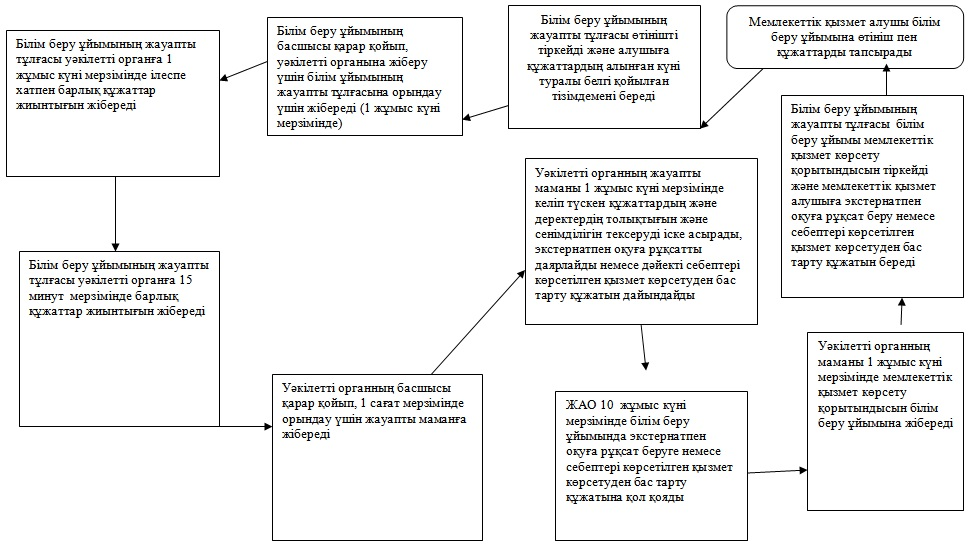 Мемлекеттік қызмет алушы білім
беру ұйымына өтініш пен
құжаттарды тапсырады
Білім беру ұйымының
жауапты тұлғасы өтінішті
тіркейді және алушыға
құжаттардың алынған күні
туралы белгі қойылған
тізімдемені береді
Білім беру ұйымының
басшысы қарар қойып,
уәкілетті органына жіберу
үшін білім ұйымының
жауапты тұлғасына орындау
үшін жібереді (1 жұмыс күні
мерзімінде)
Білім беру ұйымының жауапты
тұлғасы уәкілетті органға 1
жұмыс күні мерзімінде ілеспе
хатпен барлық құжаттар
жиынтығын жібереді
Білім беру ұйымының жауапты
тұлғасы уәкілетті органға 15
минут мерзімінде барлық
құжаттар жиынтығын жібереді
Уәкілетті органның басшысы
қарар қойып, 1 сағат мерзімінде
орындау үшін жауапты маманға
жібереді
Уәкілетті органның жауапты
маманы 1 жұмыс күні мерзімінде
келіп түскен құжаттардың және
деректердің толықтығын және
сенімділігін тексеруді іске асырады,
экстернатпен оқуға рұқсатты
даярлайды немесе дәйекті себептері
көрсетілген қызмет көрсетуден бас
тарту құжатын дайындайды
ЖАО 10 жұмыс күні
мерзімінде білім беру
ұйымында экстернатпен
оқуға рұқсат беруге немесе
себептері көрсетілген қызмет
көрсетуден бас тарту
құжатына қол қояды
Уәкілетті органның
маманы 1 жұмыс күні
мерзімінде мемлекеттік
қызмет көрсету
қорытындысын білім
беру ұйымына жібереді
Білім беру ұйымының
жауапты тұлғасы білім
беру ұйымы мемлекеттік
қызмет көрсету
қорытындысын тіркейді
және мемлекеттік қызмет
алушыға экстернатпен
оқуға рұқсат беру немесе
себептері көрсетілген
қызмет көрсетуден бас
тарту құжатын береді